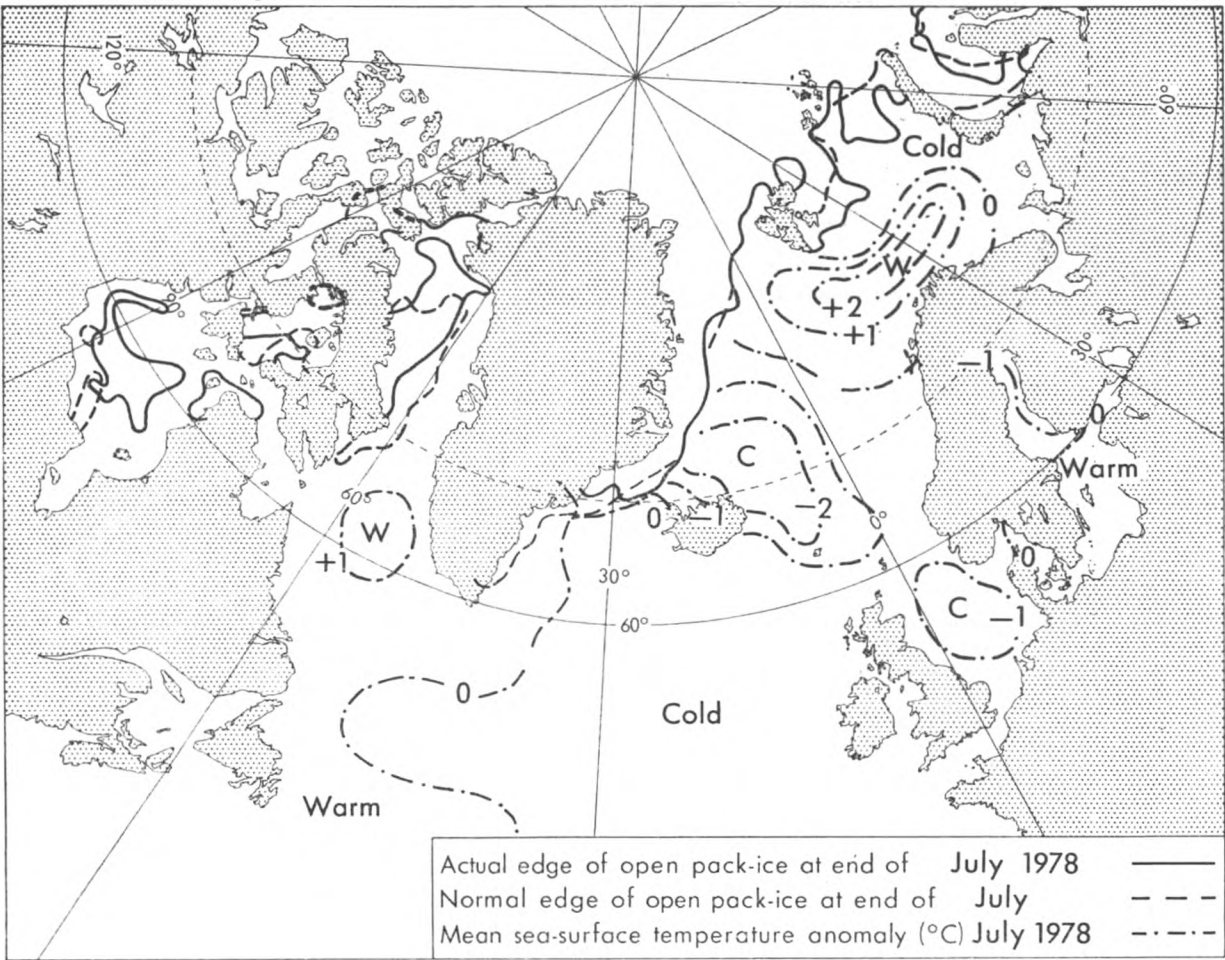 120°
60°
Cold
0
W
+2
+1
-1
30°
0
C
Warm
60°
0
-1
-2
0°
W
+1
30°
0
60°
C
-1
0
Cold
Warm
Actual edge of open pack-ice at end of July 1978
Normal edge of open pack-ice at end of July
Mean sea-surface temperature anomaly (°C) July 1978